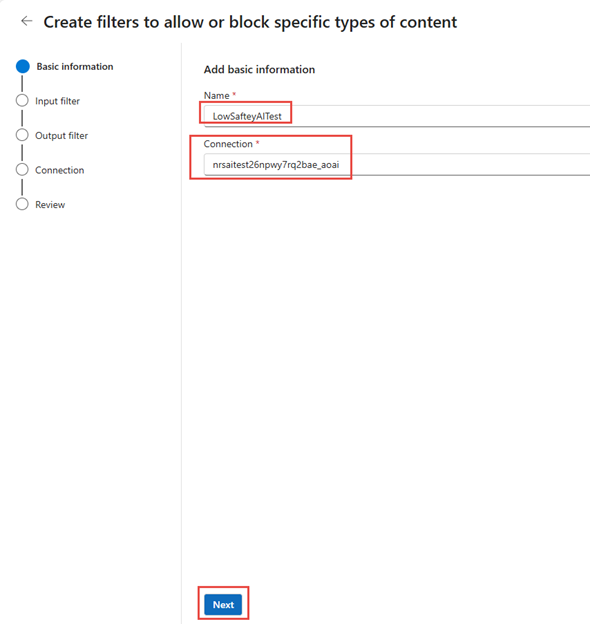 Create filters to allow or block specific types of content
Basic information
Input filter
Output filter
Connection
Review
Add basic information
Name *
LowSafteyAITest
Connection *
nrsaitest26npwy7rq2bae_aoai
Next